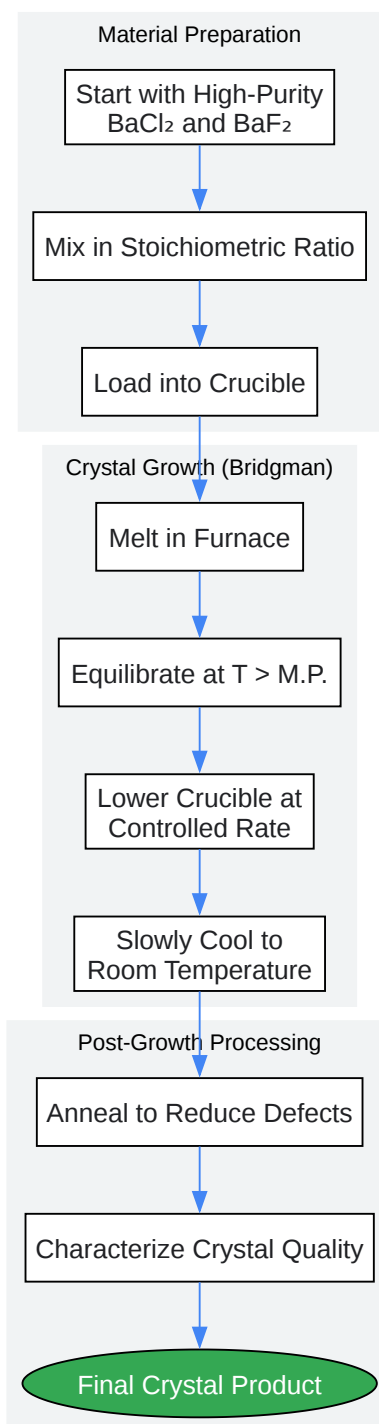 Material Preparation
Start with High-Purity
BaCl₂ and BaF₂
Mix in Stoichiometric Ratio
Load into Crucible
Crystal Growth (Bridgman)
Melt in Furnace
Equilibrate at T > M.P.
Lower Crucible at
Controlled Rate
Slowly Cool to
Room Temperature
Post-Growth Processing
Anneal to Reduce Defects
Characterize Crystal Quality
Final Crystal Product